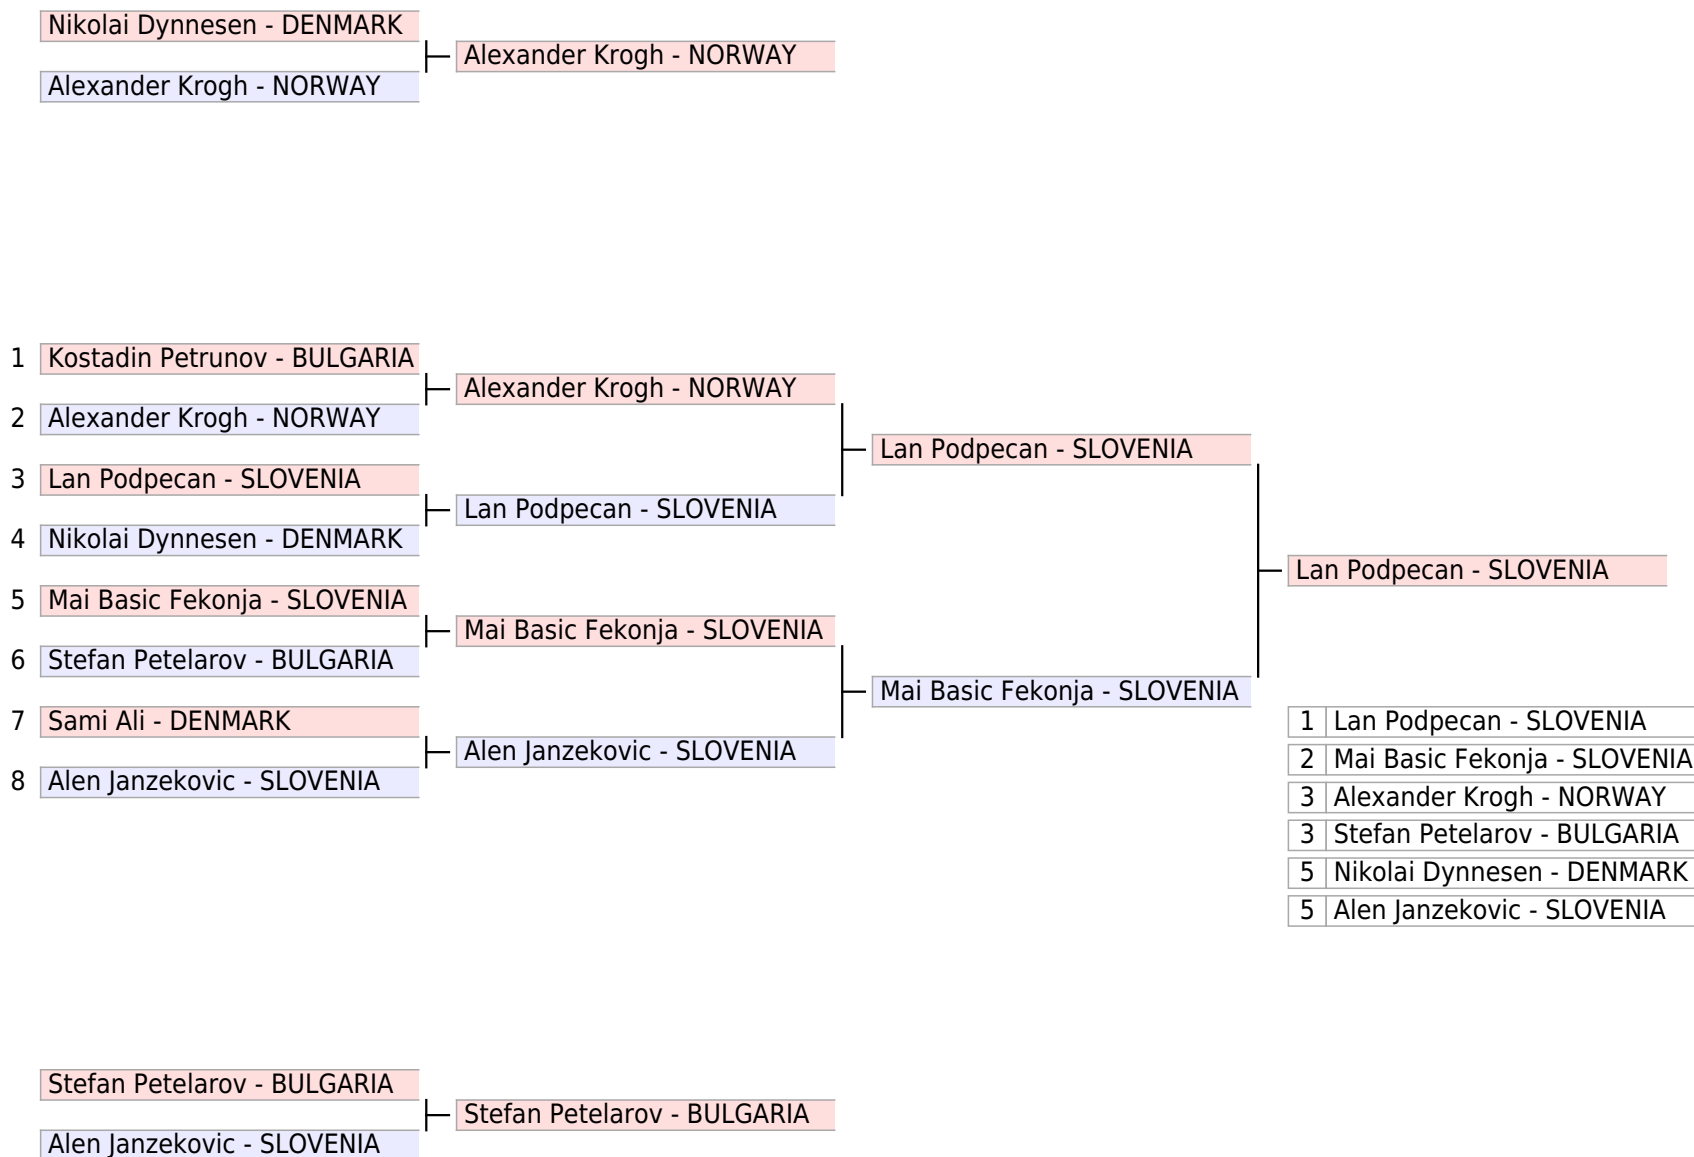 Nikolai Dynnesen - DENMARK
Alexander Krogh - NORWAY
Alexander Krogh - NORWAY
1 Kostadin Petrunov - BULGARIA
Alexander Krogh - NORWAY
2 Alexander Krogh - NORWAY
Lan Podpecan - SLOVENIA
3 Lan Podpecan - SLOVENIA
Lan Podpecan - SLOVENIA
4 Nikolai Dynnesen - DENMARK
Lan Podpecan - SLOVENIA
5 Mai Basic Fekonja - SLOVENIA
Mai Basic Fekonja - SLOVENIA
6 Stefan Petelarov - BULGARIA
Mai Basic Fekonja - SLOVENIA
7 Sami Ali - DENMARK
Alen Janzekovic - SLOVENIA
8 Alen Janzekovic - SLOVENIA
1 Lan Podpecan - SLOVENIA
2 Mai Basic Fekonja - SLOVENIA
3 Alexander Krogh - NORWAY
3 Stefan Petelarov - BULGARIA
5 Nikolai Dynnesen - DENMARK
5 Alen Janzekovic - SLOVENIA
Stefan Petelarov - BULGARIA
Stefan Petelarov - BULGARIA
Alen Janzekovic - SLOVENIA